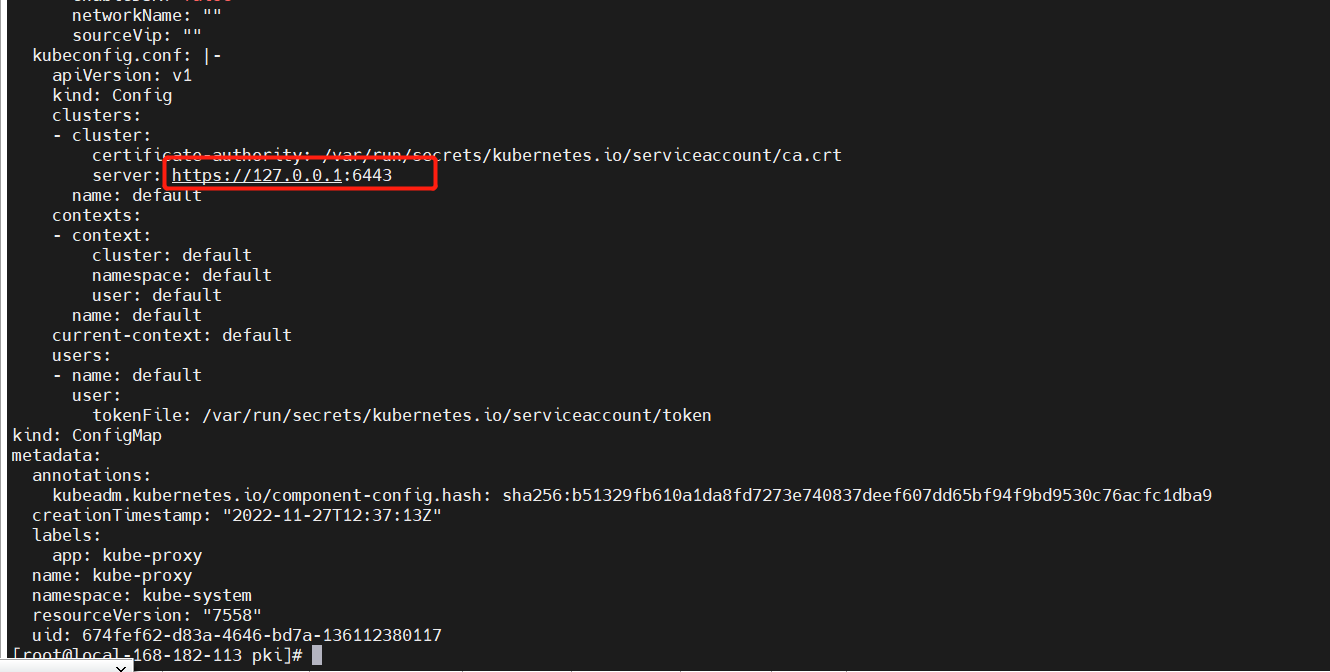 networkName: ""
sourceVip: ""
kubeconfig.conf: |-
apiVersion: v1
kind: Config
clusters:
- cluster:
certificate-authority: /var/run/secrets/kubernetes.io/serviceaccount/ca.crt
server: https://127.0.0.1:6443
name: default
contexts:
- context:
cluster: default
namespace: default
user: default
name: default
current-context: default
users:
- name: default
user:
tokenFile: /var/run/secrets/kubernetes.io/serviceaccount/token
kind: ConfigMap
metadata:
annotations:
kubeadm.kubernetes.io/component-config.hash: sha256:b51329fb610a1da8fd7273e740837deef607dd65bf94f9bd9530c76acfc1dba9
creationTimestamp: "2022-11-27T12:37:13Z"
labels:
app: kube-proxy
name: kube-proxy
namespace: kube-system
resourceVersion: "7558"
uid: 674fef62-d83a-4646-bd7a-136112380117
[root@local-168-182-113 pki]#